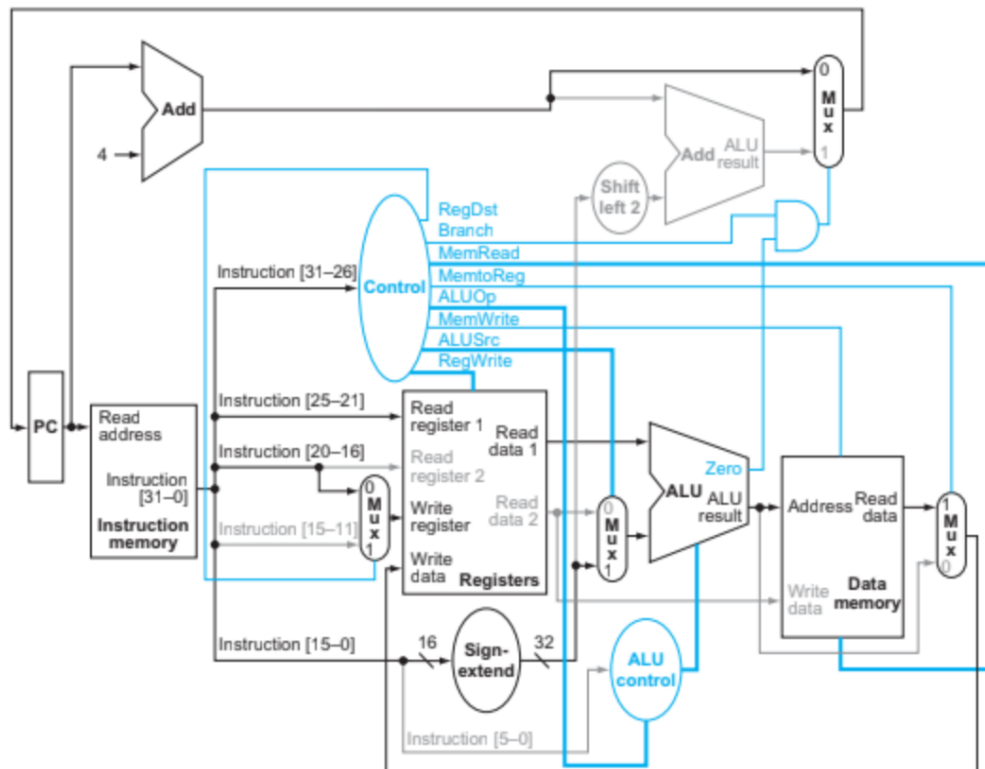 0
M
u
x
1
Add
4
Add
ALU
result
Shift
left 2
RegDst
Branch
MemRead
MemtoReg
ALUOp
MemWrite
ALUSrc
RegWrite
Control
Instruction [31–26]
Instruction [25–21]
Instruction [20–16]
Instruction [15–11]
Instruction [15–0]
Instruction [5–0]
PC
Read
address
Instruction
[31–0]
Instruction
memory
0
M
u
x
1
Read
register 1
Read
register 2
Write
register
Write
data
Read
data 1
Read
data 2
Registers
0
M
u
x
1
Zero
ALU
ALU
result
Address
Read
data
Write
data
Data
memory
1
M
u
x
0
16
Sign-
extend
32
ALU
control